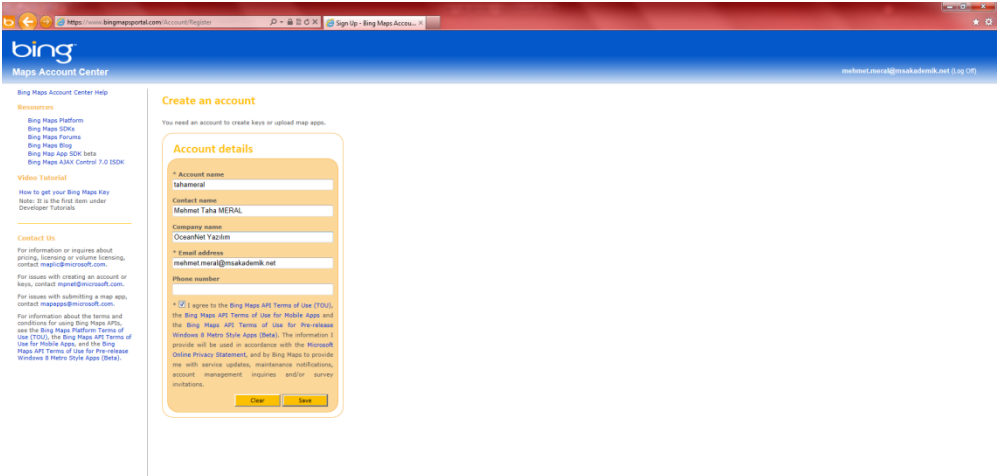 https://www.bingmapsportal.com/Account/Register
Sign Up - Bing Maps Accou...
bing
Maps Account Center
mehmet.meral@msakademik.net (Log Off)
Bing Maps Account Center Help
Resources
Bing Maps Platform
Bing Maps SDKs
Bing Maps Forums
Bing Maps Blog
Bing Map App SDK beta
Bing Maps AJAX Control 7.0 ISDK
Video Tutorial
How to get your Bing Maps Key
Note: It is the first item under
Developer Tutorials
Contact Us
For information or inquires about
pricing, licensing or volume licensing,
contact maplic@microsoft.com.
For issues with creating an account or
keys, contact mpnet@microsoft.com.
For issues with submitting a map app,
contact mapapps@microsoft.com.
For information about the terms and
conditions for using Bing Maps APIs,
see the Bing Maps Platform Terms of
Use (TOU), the Bing Maps API Terms of
Use for Mobile Apps, and the Bing
Maps API Terms of Use for Pre-release
Windows 8 Metro Style Apps (Beta).
Create an account
You need an account to create keys or upload map apps.
Account details
* Account name
tahameral
Contact name
Mehmet Taha MERAL
Company name
OceanNet Yazılım
* Email address
mehmet.meral@msakademik.net
Phone number
* I agree to the Bing Maps API Terms of Use (TOU),
the Bing Maps API Terms of Use for Mobile Apps and
the Bing Maps API Terms of Use for Pre-release
Windows 8 Metro Style Apps (Beta). The information I
provide will be used in accordance with the Microsoft
Online Privacy Statement, and by Bing Maps to provide
me with service updates, maintenance notifications,
account management inquiries and/or survey
invitations.
Clear
Save